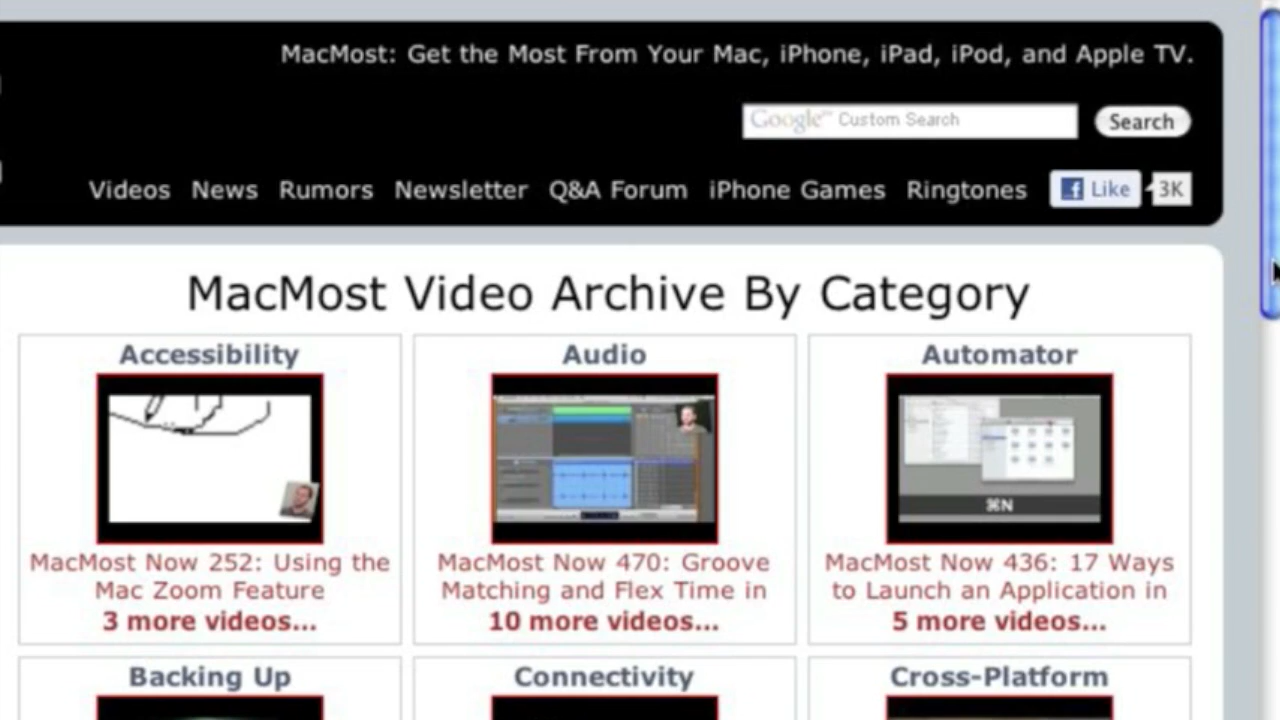 MacMost: Get the Most From Your Mac, iPhone, iPad, iPod, and Apple TV.
Google™ Custom Search
Search
Videos News Rumors Newsletter Q&A Forum iPhone Games Ringtones Like 3K
MacMost Video Archive By Category
Accessibility Audio Automator
⌘N
MacMost Now 252: Using the MacMost Now 470: Groove MacMost Now 436: 17 Ways
Mac Zoom Feature Matching and Flex Time in to Launch an Application in
3 more videos... 10 more videos... 5 more videos...
Backing Up Connectivity Cross-Platform